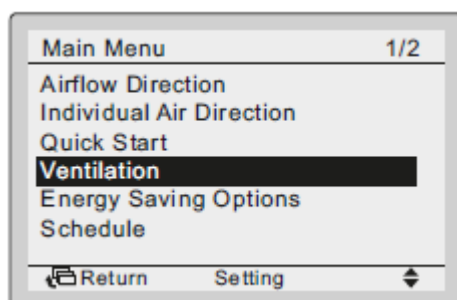 Main Menu 1/2
Airflow Direction
Individual Air Direction
Quick Start
Ventilation
Energy Saving Options
Schedule
Return Setting